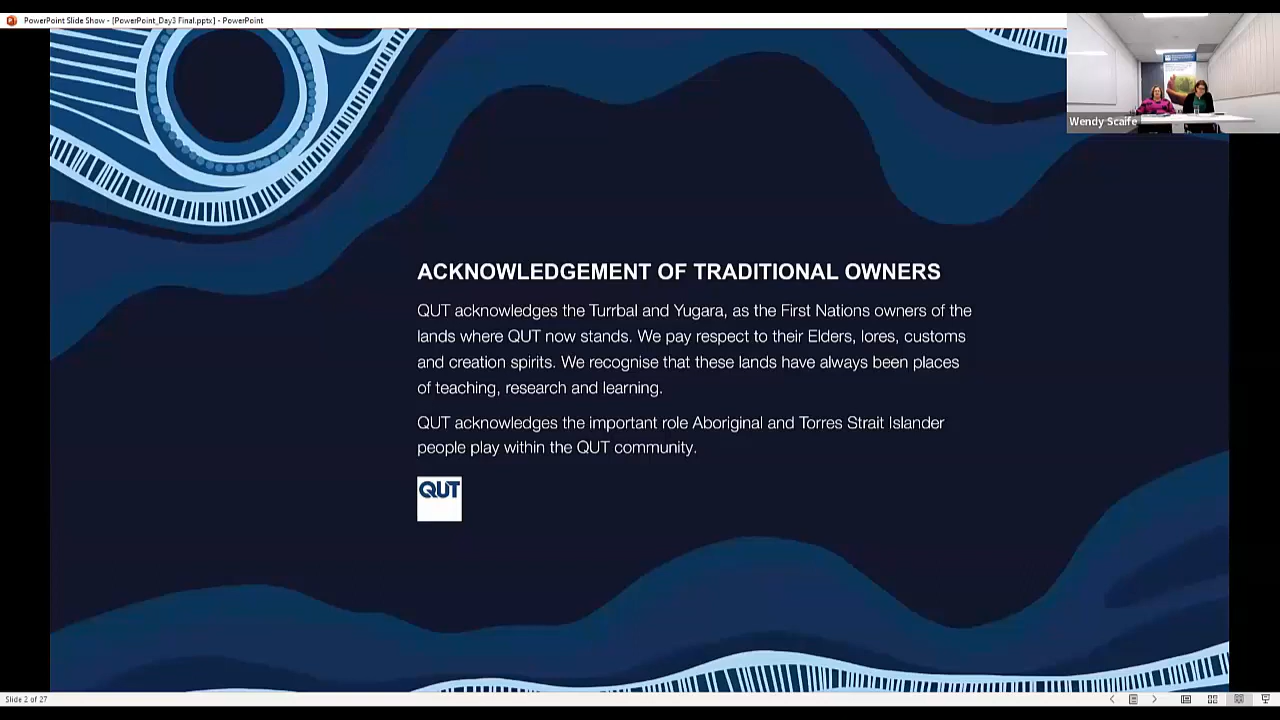 PowerPoint Slide Show - [PowerPoint_Day3 Final.pptx] - PowerPoint
Wendy Scaife
ACKNOWLEDGEMENT OF TRADITIONAL OWNERS
QUT acknowledges the Turrbal and Yugara, as the First Nations owners of the
lands where QUT now stands. We pay respect to their Elders, lores, customs
and creation spirits. We recognise that these lands have always been places
of teaching, research and learning.
QUT acknowledges the important role Aboriginal and Torres Strait Islander
people play within the QUT community.
QUT
Slide 2 of 27